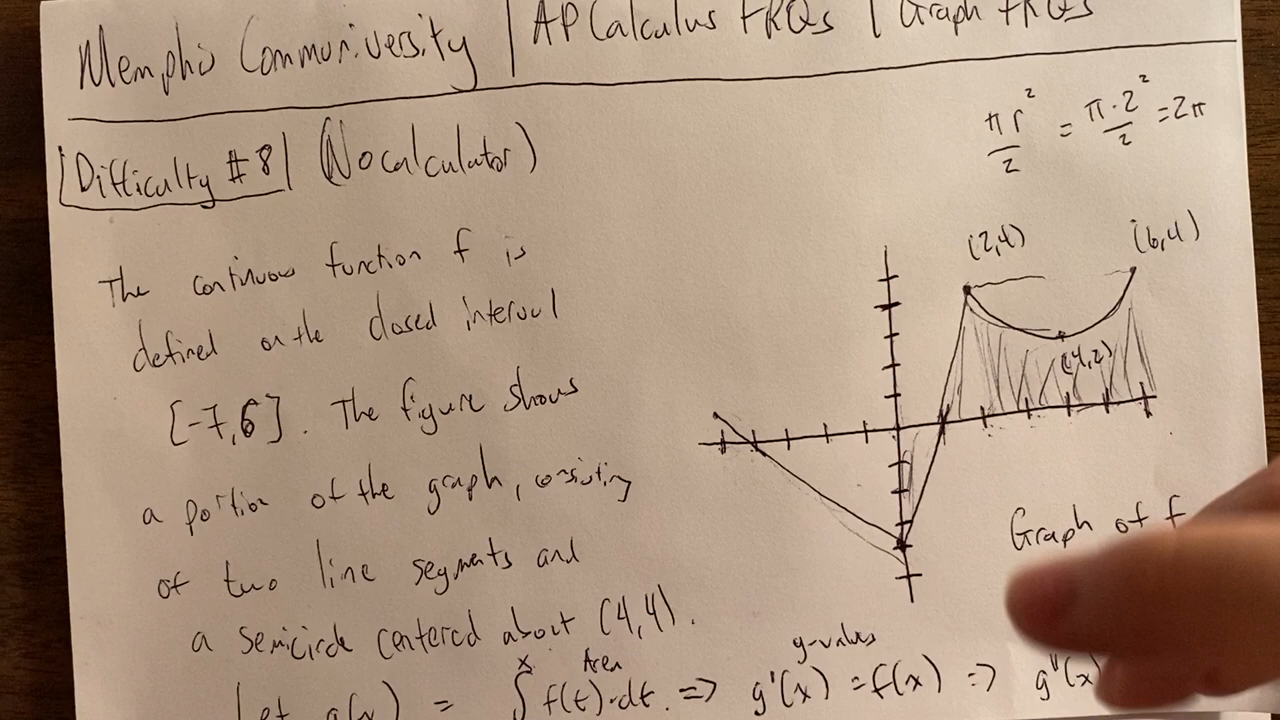 Memphis Communiversity | AP Calculus FRQs | Graph FRQs
Difficulty #8 (No calculator)
πr²/2 = π·2²/2 = 2π
The continuous function f is
defined on the closed interval
[-7,6]. The figure shows
a portion of the graph, consisting
of two line segments and
a semicircle centered about (4,4).
(2,4)
(6,4)
(4,2)
Graph of f
Area
y-values
Let g(x) = ∫ˣ f(t)·dt => g'(x) = f(x) => g"(x)